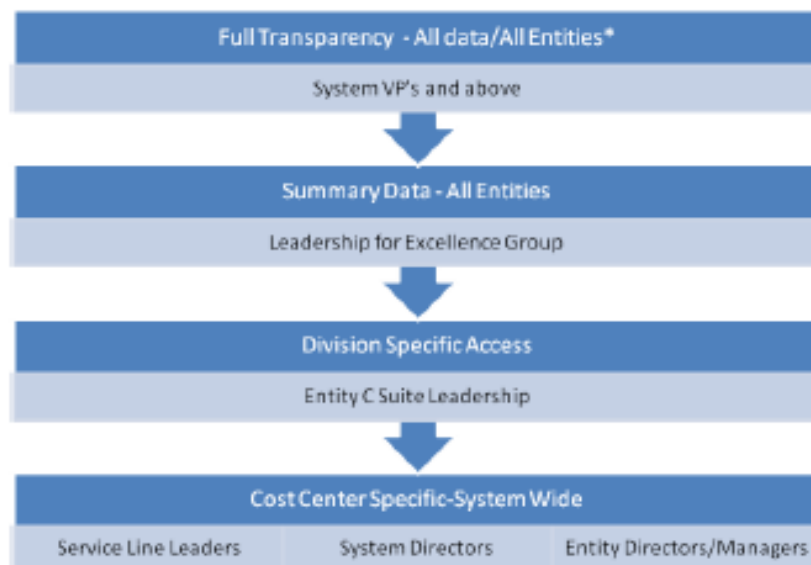 Full Transparency - All data/All Entities*
System VP's and above
Summary Data - All Entities
Leadership for Excellence Group
Division Specific Access
Entity C Suite Leadership
Cost Center Specific-System Wide
Service Line Leaders System Directors Entity Directors/Managers